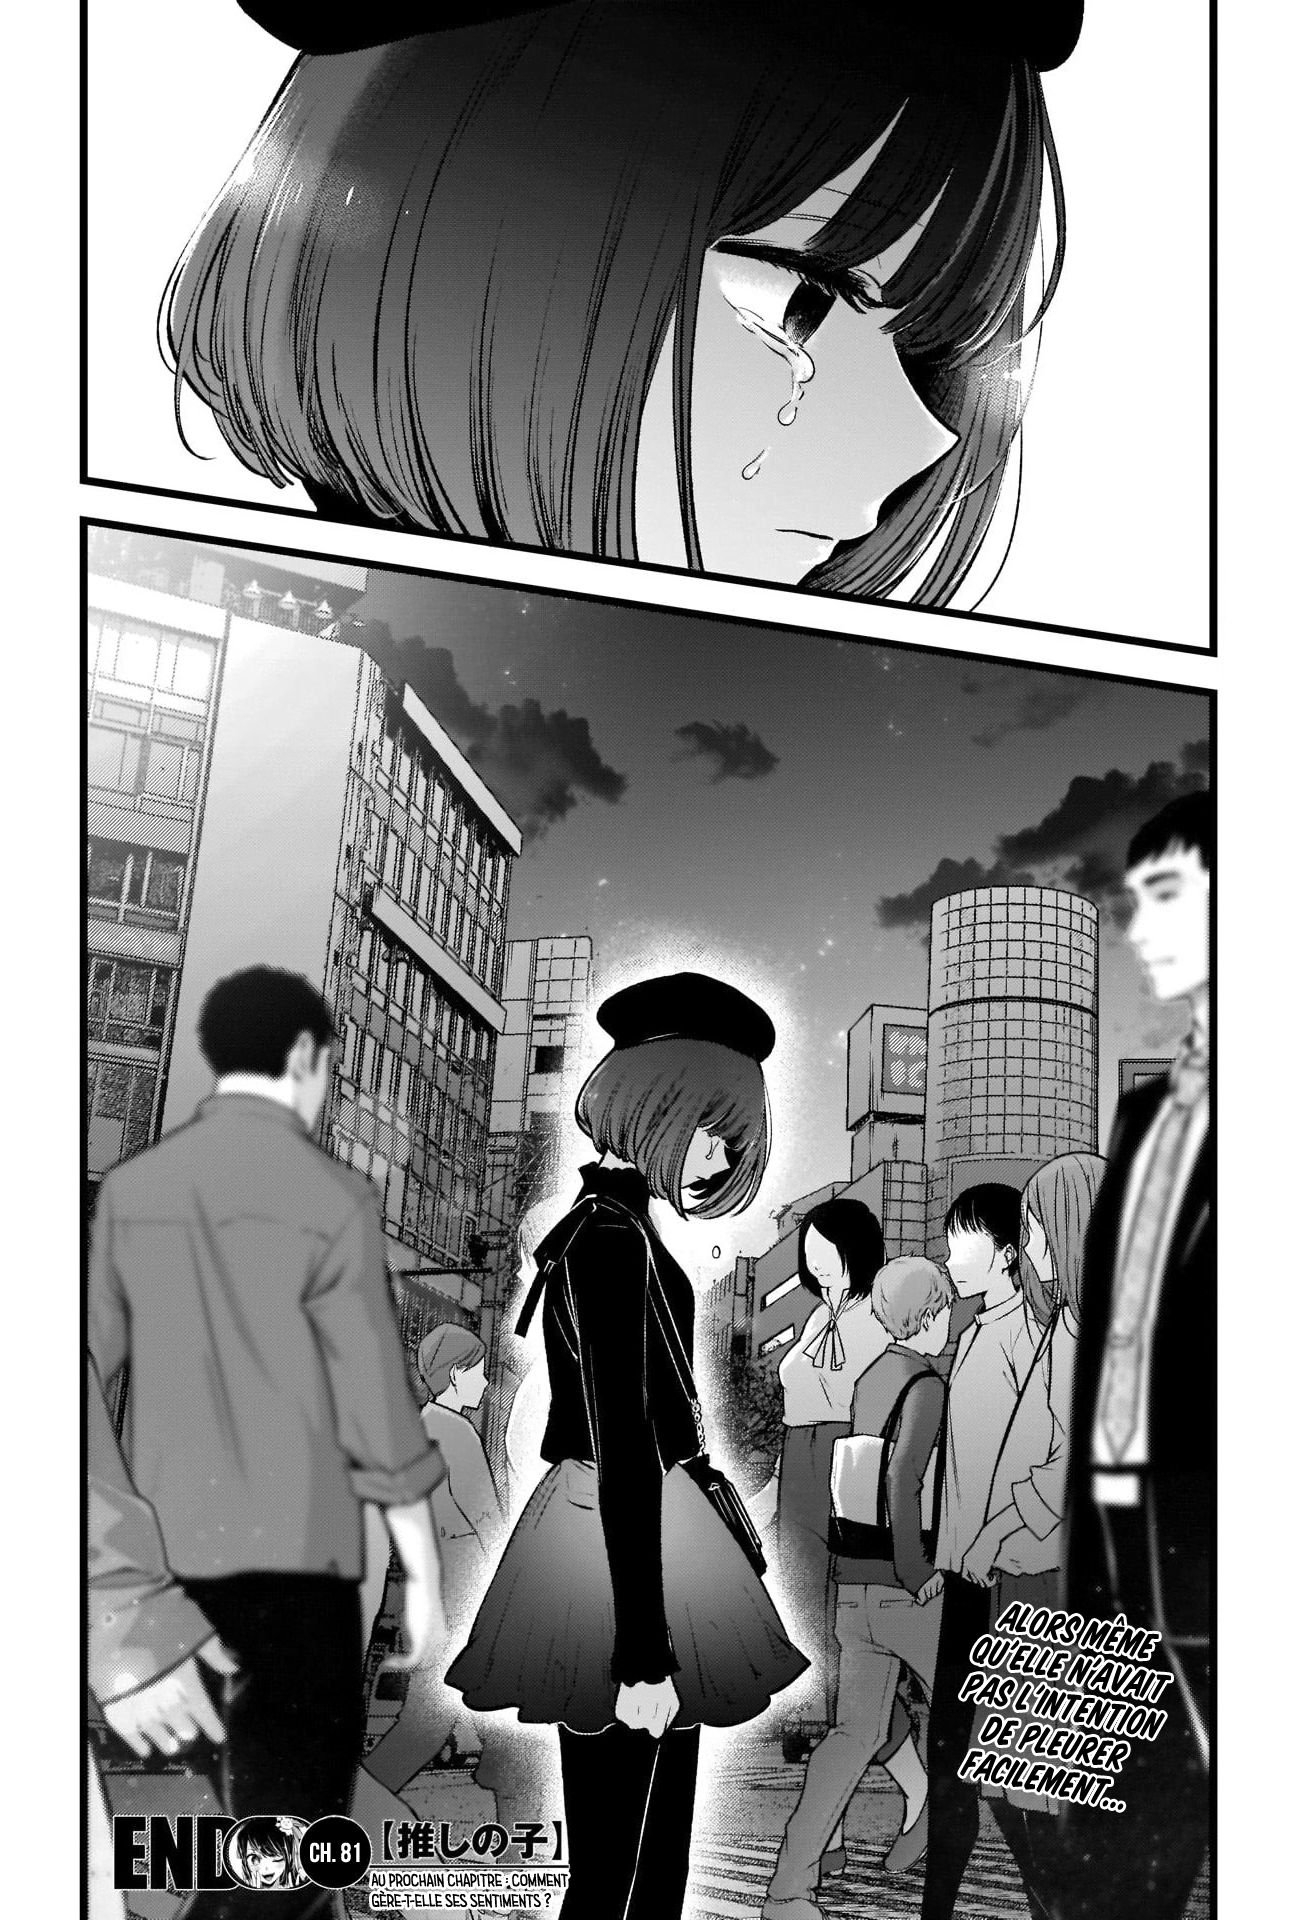 ALORS MÊME
QU'ELLE N'AVAIT
PAS L'INTENTION
DE PLEURER
FACILEMENT...
END
CH. 81
【推しの子】
AU PROCHAIN CHAPITRE : COMMENT
GÈRE-T-ELLE SES SENTIMENTS ?